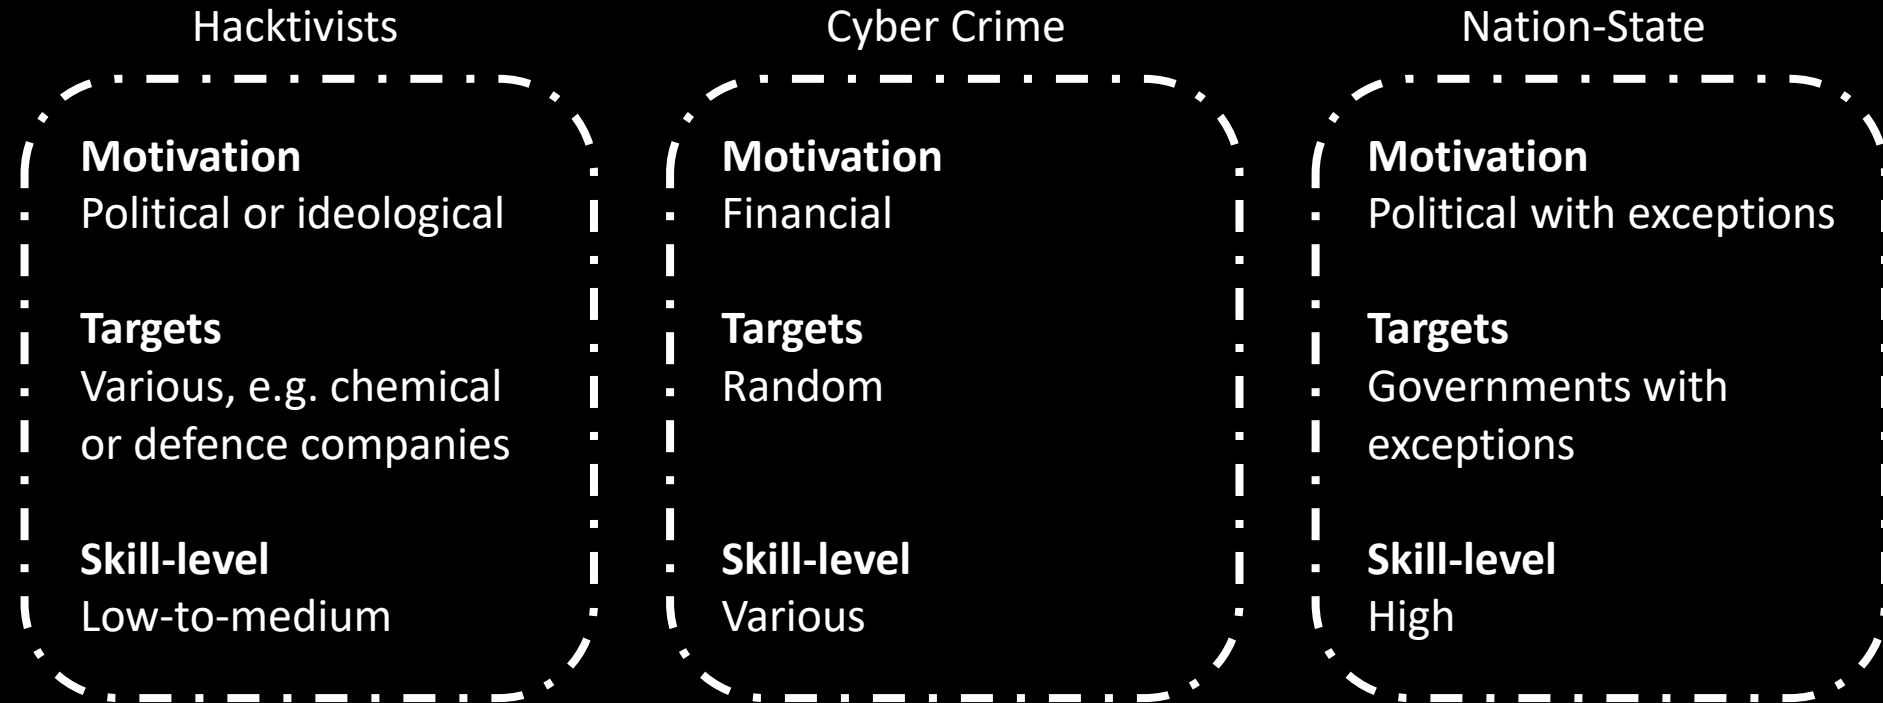 Hacktivists
Motivation
Political or ideological
Targets
Various, e.g. chemical
or defence companies
Skill-level
Low-to-medium
Cyber Crime
Motivation
Financial
Targets
Random
Skill-level
Various
Nation-State
Motivation
Political with exceptions
Targets
Governments with
exceptions
Skill-level
High